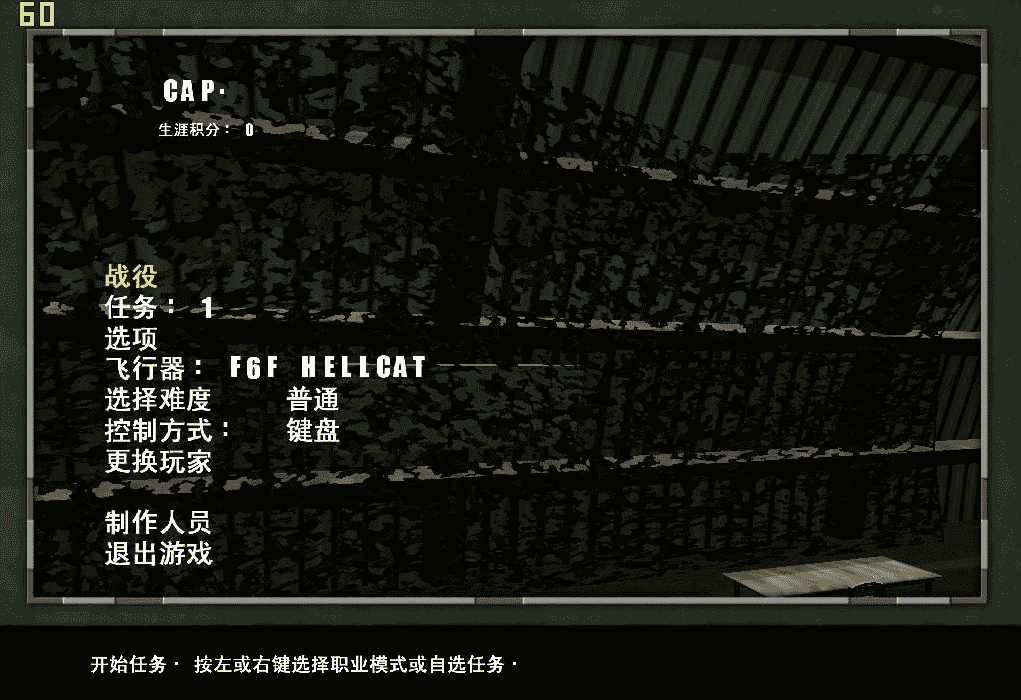 60
CAP.
生涯积分： 0
战役
任务： 1
选项
飞行器： F6F HELLCAT
选择难度 普通
控制方式： 键盘
更换玩家
制作人员
退出游戏
开始任务. 按左或右键选择职业模式或自选任务.